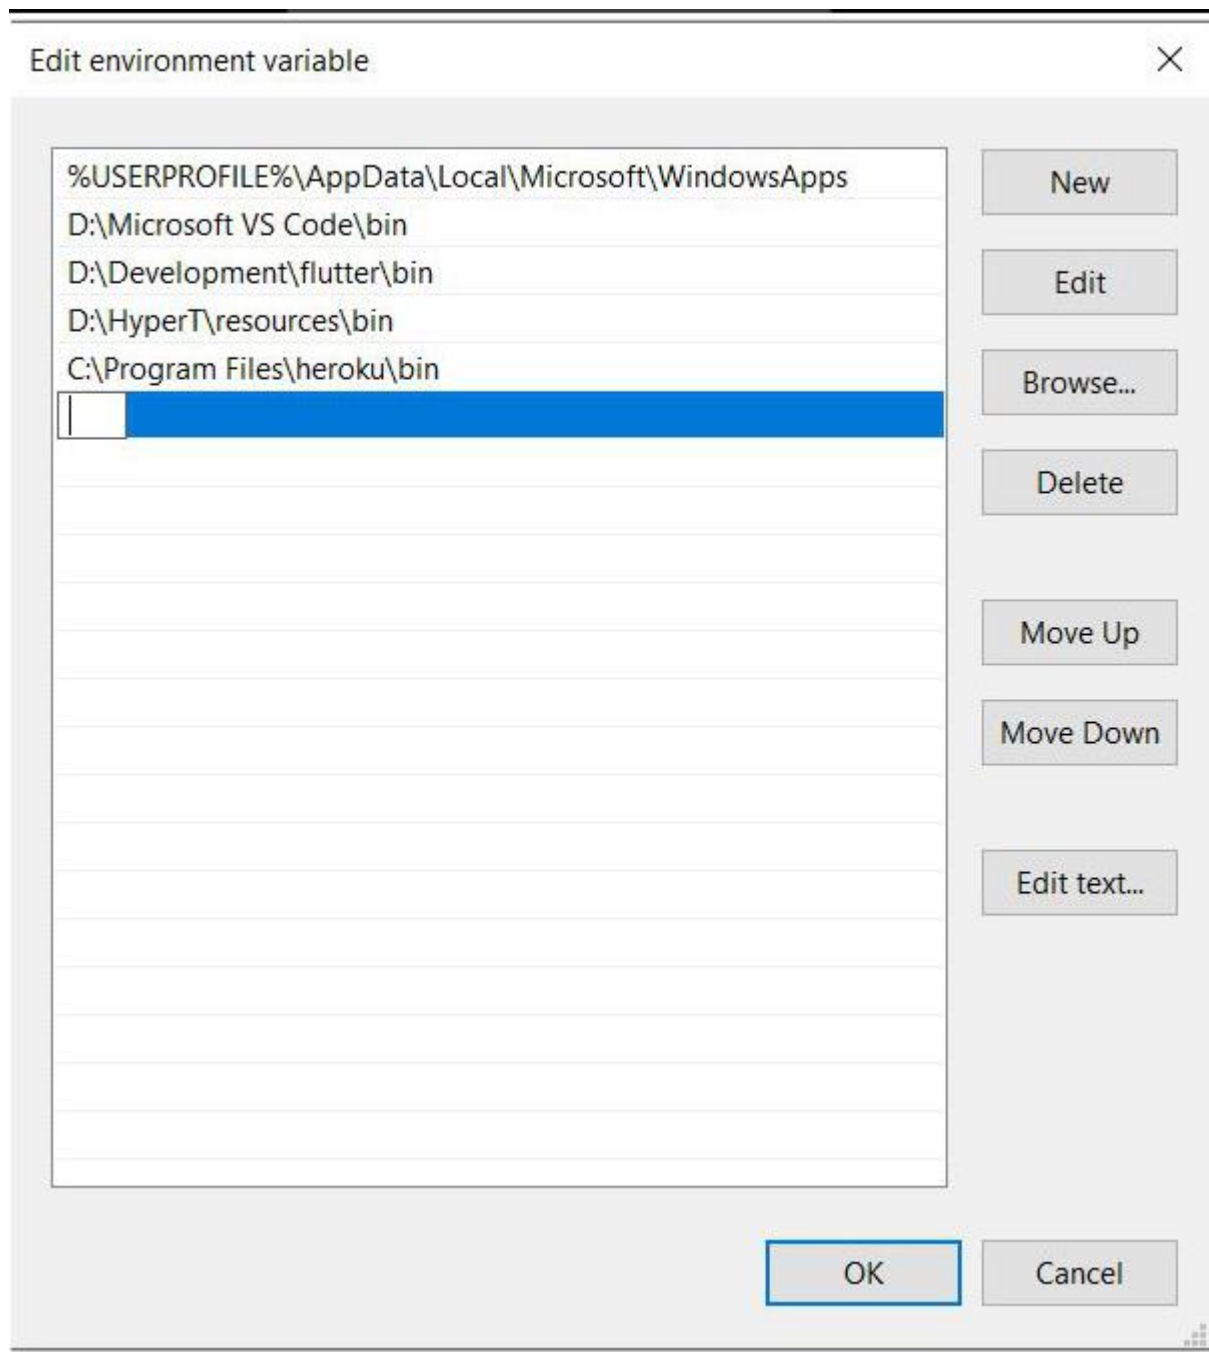 Edit environment variable
%USERPROFILE%\AppData\Local\Microsoft\WindowsApps
D:\Microsoft VS Code\bin
D:\Development\flutter\bin
D:\HyperT\resources\bin
C:\Program Files\heroku\bin
New
Edit
Browse...
Delete
Move Up
Move Down
Edit text...
OK
Cancel